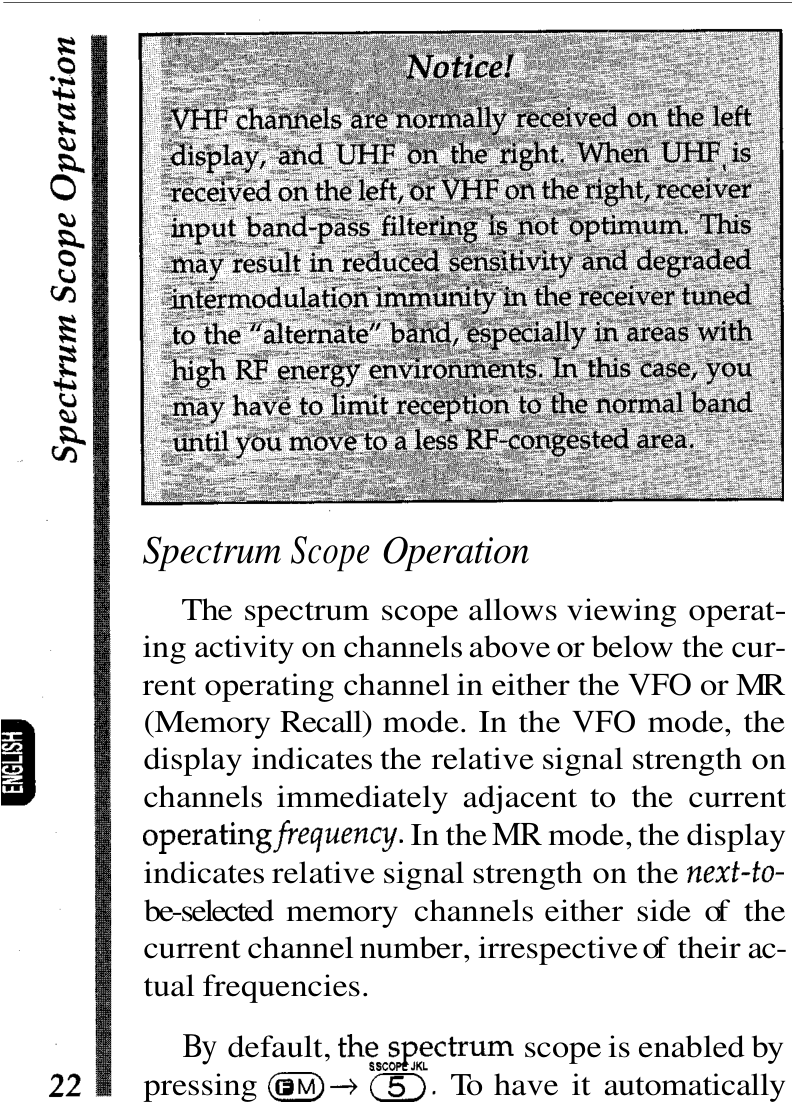 Spectrum Scope Operation
Notice!
VHF channels are normally received on the left
display, and UHF on the right. When UHF is
received on the left, or VHF on the right, receiver
input band-pass filtering is not optimum. This
may result in reduced sensitivity and degraded
intermodulation immunity in the receiver tuned
to the "alternate" band, especially in areas with
high RF energy environments. In this case, you
may have to limit reception to the normal band
until you move to a less RF-congested area.
Spectrum Scope Operation
The spectrum scope allows viewing operat-
ing activity on channels above or below the cur-
rent operating channel in either the VFO or MR
(Memory Recall) mode. In the VFO mode, the
display indicates the relative signal strength on
channels immediately adjacent to the current
operating frequency. In the MR mode, the display
indicates relative signal strength on the next-to-
be-selected memory channels either side of the
current channel number, irrespective of their ac-
tual frequencies.
By default, the spectrum scope is enabled by
SSCOPE JKL
pressing FM → 5. To have it automatically
ENGLISH
22